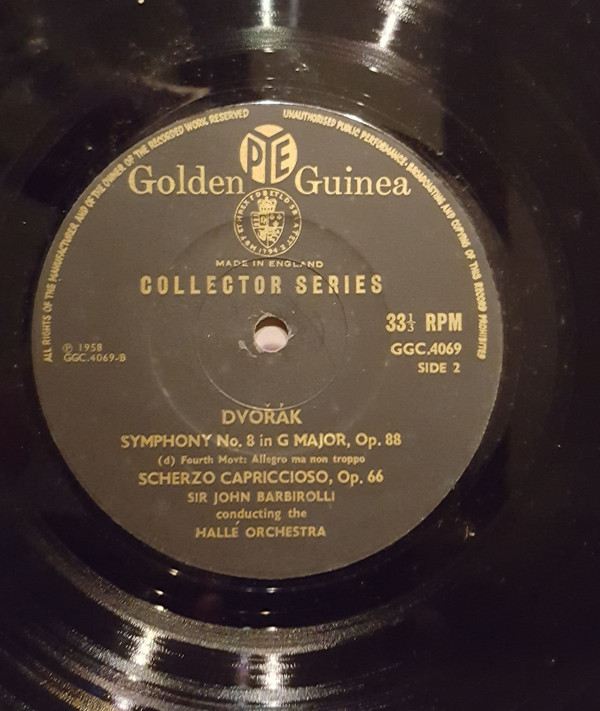 ALL RIGHTS OF THE MANUFACTURER AND OF THE OWNER OF THE RECORDED WORK RESERVED
UNAUTHORISED PUBLIC PERFORMANCE, BROADCASTING AND COPYING OF THIS RECORD PROHIBITED
PYE
Golden Guinea
MADE IN ENGLAND
COLLECTOR SERIES
33⅓ RPM
℗ 1958
GGC.4069
GGC.4069-B
SIDE 2
DVOŘÁK
SYMPHONY No. 8 in G MAJOR, Op. 88
(d) Fourth Movt: Allegro ma non troppo
SCHERZO CAPRICCIOSO, Op. 66
SIR JOHN BARBIROLLI
conducting the
HALLÉ ORCHESTRA